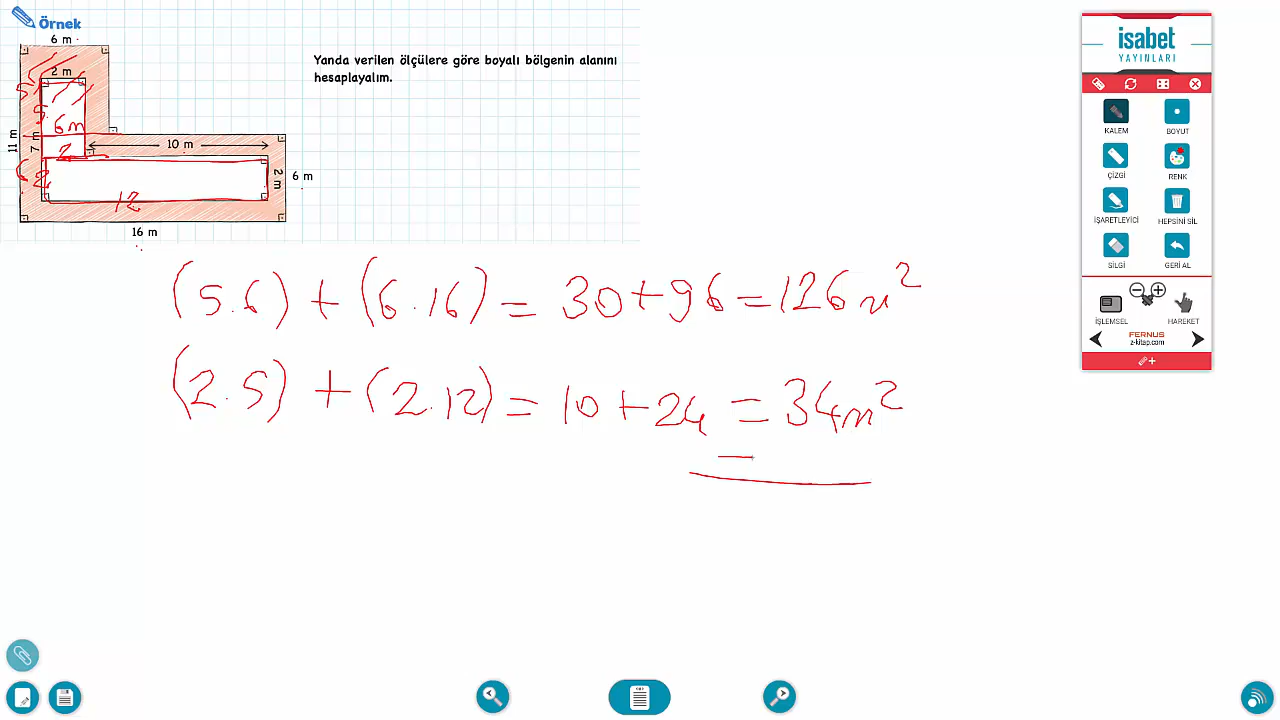 Örnek
6 m
2 m
5
5
6m
11 m
7 m
2
10 m
6
2
2 m
6 m
12
16 m
Yanda verilen ölçülere göre boyalı bölgenin alanını
hesaplayalım.
(5.6) + (6.16) = 30+96 = 126 m²
(2.5) + (2.12) = 10+24 = 34m²
isabet
YAYINLARI
KALEM BOYUT
ÇİZGİ RENK
İŞARETLEYİCİ HEPSİNİ SİL
SİLGİ GERİ AL
İŞLEMSEL HAREKET
FERNUS
z-kitap.com